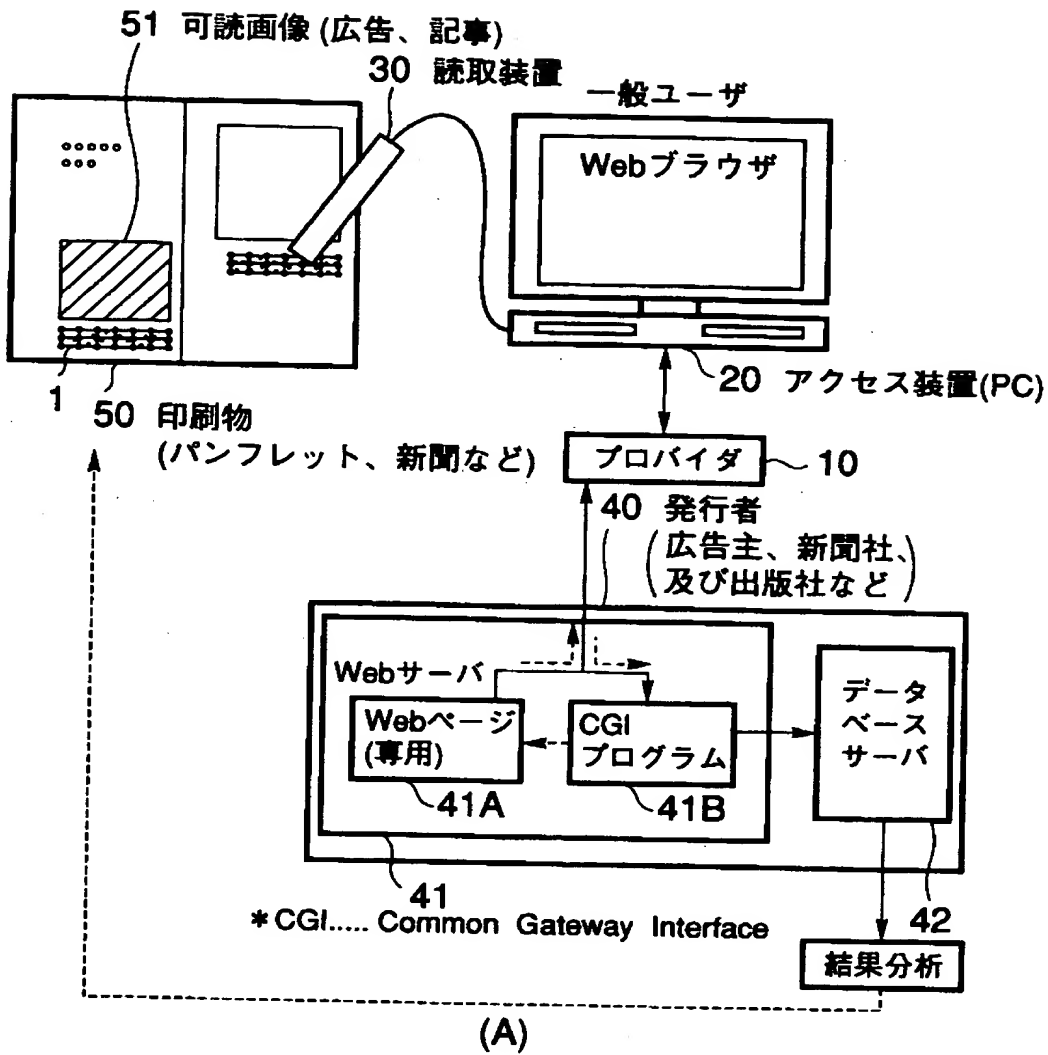 51 可読画像(広告、記事)
30 読取装置
一般ユーザ
Webブラウザ
1
50 印刷物
(パンフレット、新聞など)
20 アクセス装置(PC)
プロバイダ
10
40 発行者
(広告主、新聞社、
及び出版社など)
Webサーバ
Webページ
(専用)
41A
CGI
プログラム
41B
データ
ベース
サーバ
41
42
*CGI..... Common Gateway Interface
結果分析
(A)